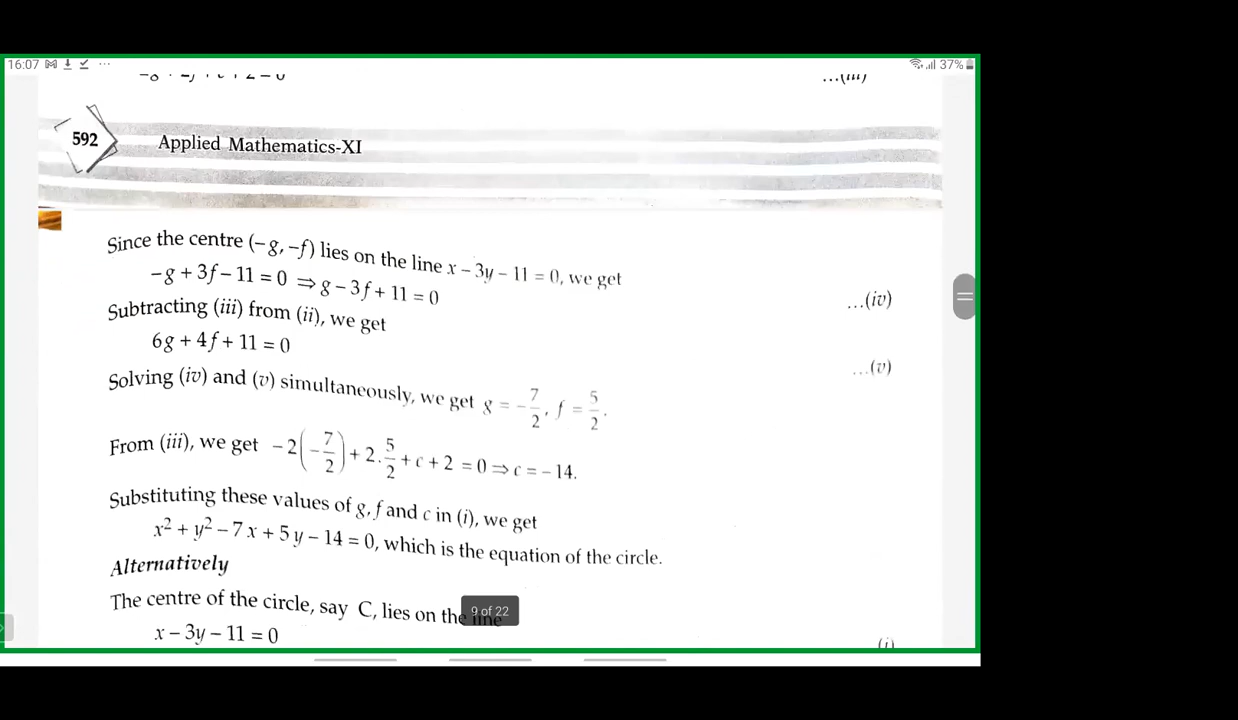 16:07
37%
...(iii)
592
Applied Mathematics-XI
Since the centre (−g, −f) lies on the line x − 3y − 11 = 0, we get
−g + 3f − 11 = 0 ⇒ g − 3f + 11 = 0 ...(iv)
Subtracting (iii) from (ii), we get
6g + 4f + 11 = 0 ...(v)
Solving (iv) and (v) simultaneously, we get g = −7/2, f = 5/2.
From (iii), we get −2(−7/2) + 2.5/2 + c + 2 = 0 ⇒ c = −14.
Substituting these values of g, f and c in (i), we get
x² + y² − 7x + 5y − 14 = 0, which is the equation of the circle.
Alternatively
The centre of the circle, say C, lies on the line
9 of 22
x − 3y − 11 = 0 ...(i)